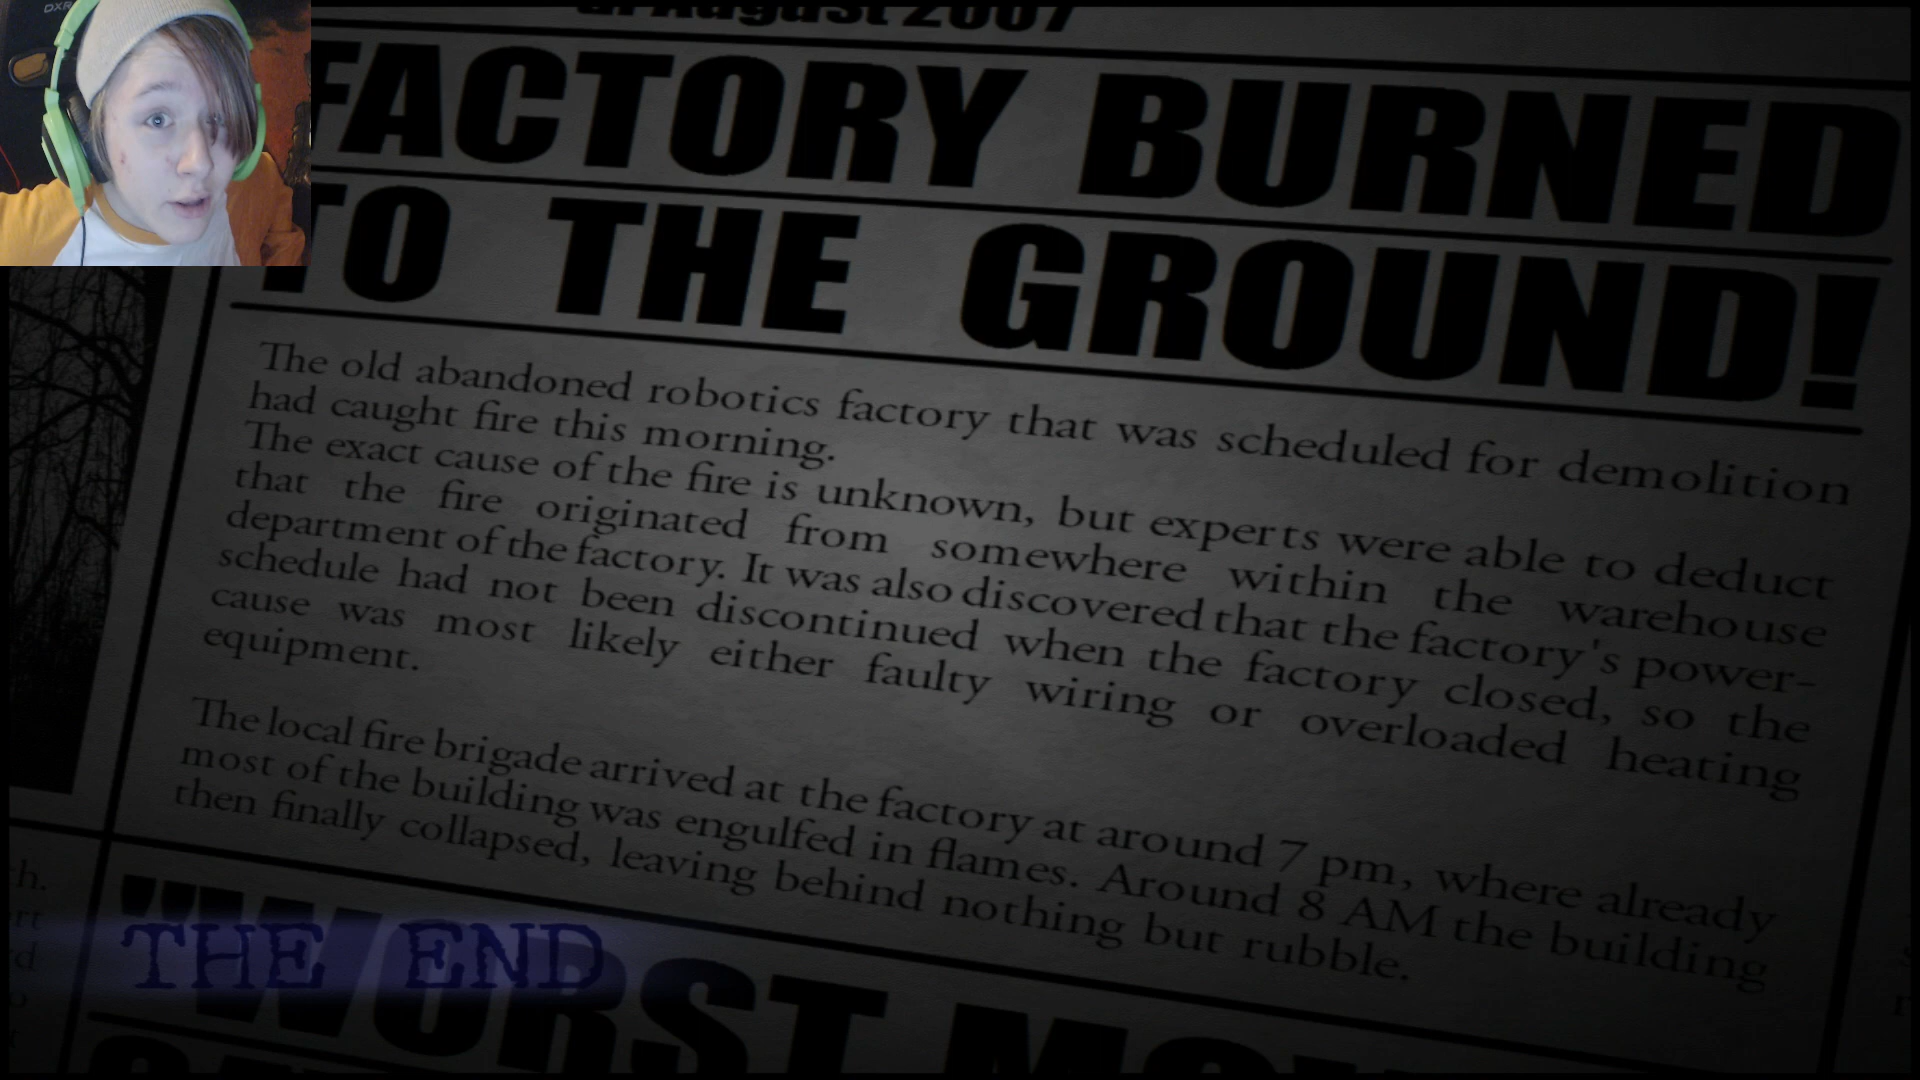 August 2007
FACTORY BURNED
TO THE GROUND!
The old abandoned robotics factory that was scheduled for demolition
had caught fire this morning.
The exact cause of the fire is unknown, but experts were able to deduct
that the fire originated from somewhere within the warehouse
department of the factory. It was also discovered that the factory's power-
schedule had not been discontinued when the factory closed, so the
cause was most likely either faulty wiring or overloaded heating
equipment.
The local fire brigade arrived at the factory at around 7 pm, where already
most of the building was engulfed in flames. Around 8 AM the building
then finally collapsed, leaving behind nothing but rubble.
THE END
"WORST